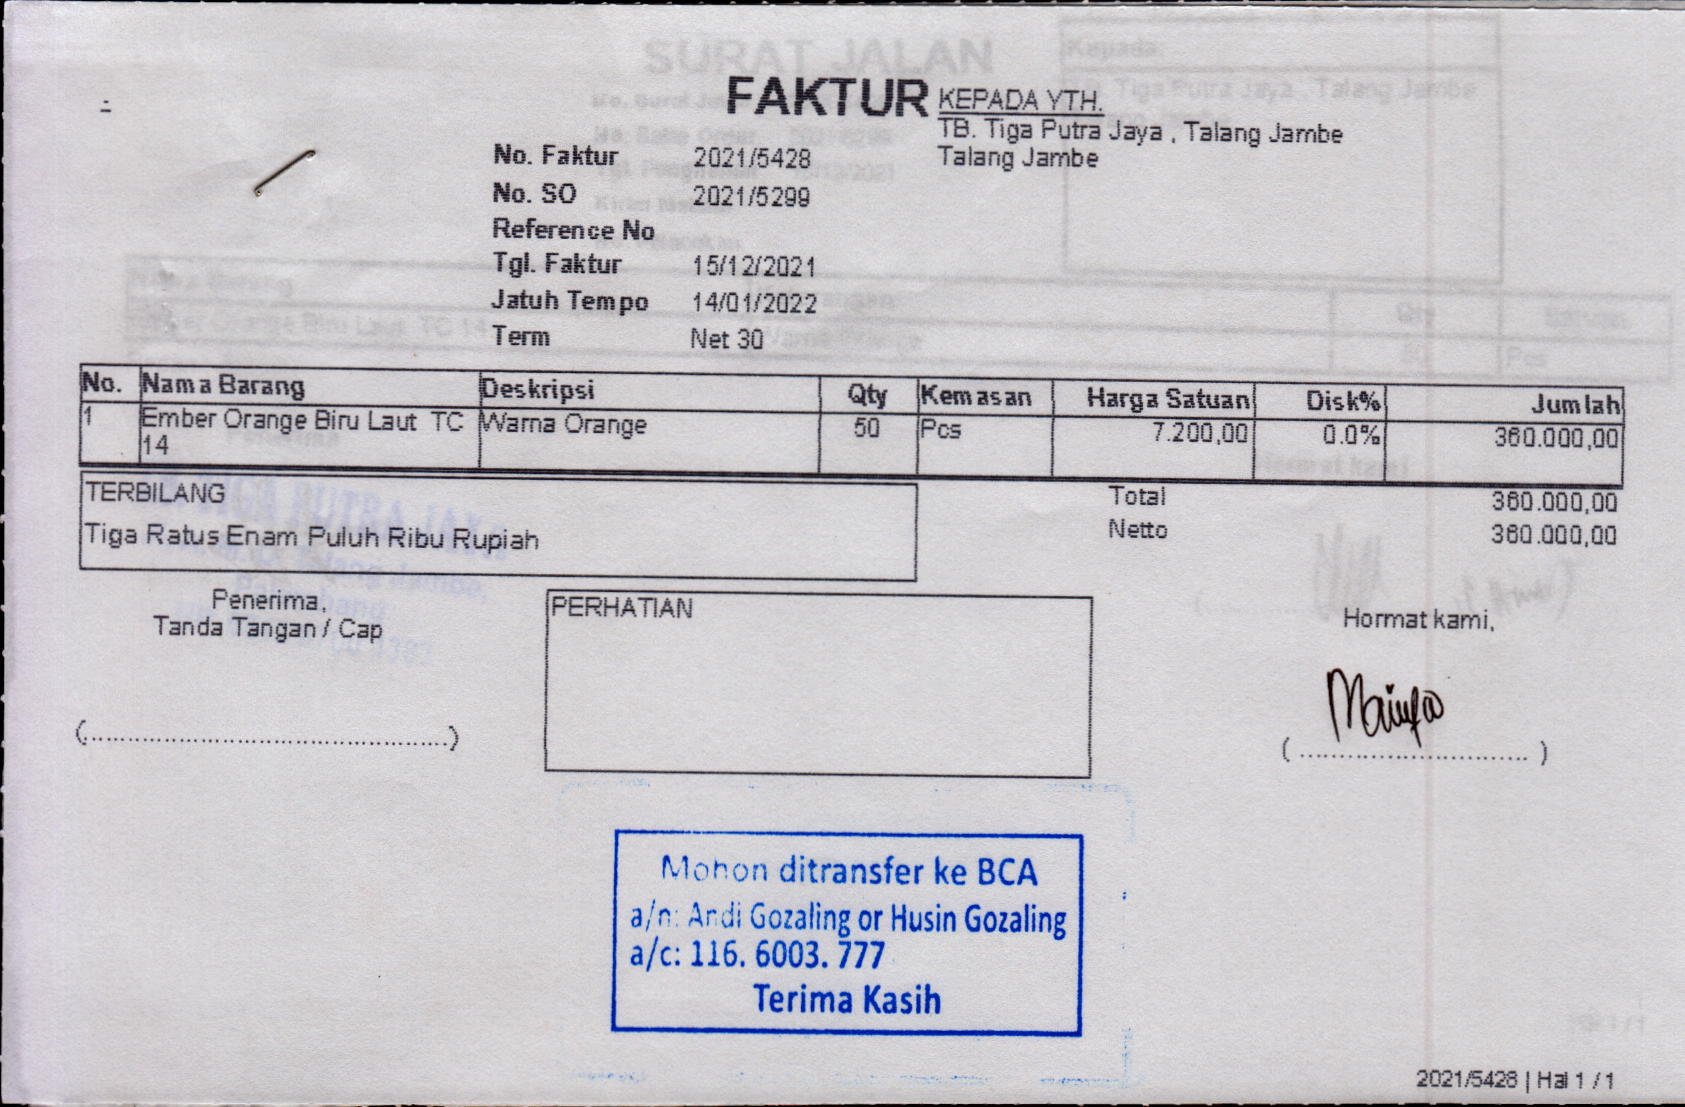 FAKTUR
KEPADA YTH.
TB. Tiga Putra Jaya , Talang Jambe
Talang Jambe
No. Faktur 2021/5428
No. SO 2021/5299
Reference No
Tgl. Faktur 15/12/2021
Jatuh Tempo 14/01/2022
Term Net 30
No. Nama Barang Deskripsi Qty Kemasan Harga Satuan Disk% Jumlah
1 Ember Orange Biru Laut TC 14 Warna Orange 50 Pcs 7.200,00 0.0% 360.000,00
TERBILANG
Tiga Ratus Enam Puluh Ribu Rupiah
Total 360.000,00
Netto 360.000,00
Penerima,
Tanda Tangan / Cap
PERHATIAN
Hormat kami,
(..................................................)
( ............................... )
Mohon ditransfer ke BCA
a/n: Andi Gozaling or Husin Gozaling
a/c: 116. 6003. 777
Terima Kasih
2021/5428 | Hal 1 / 1
SURAT JALAN
Kepada: